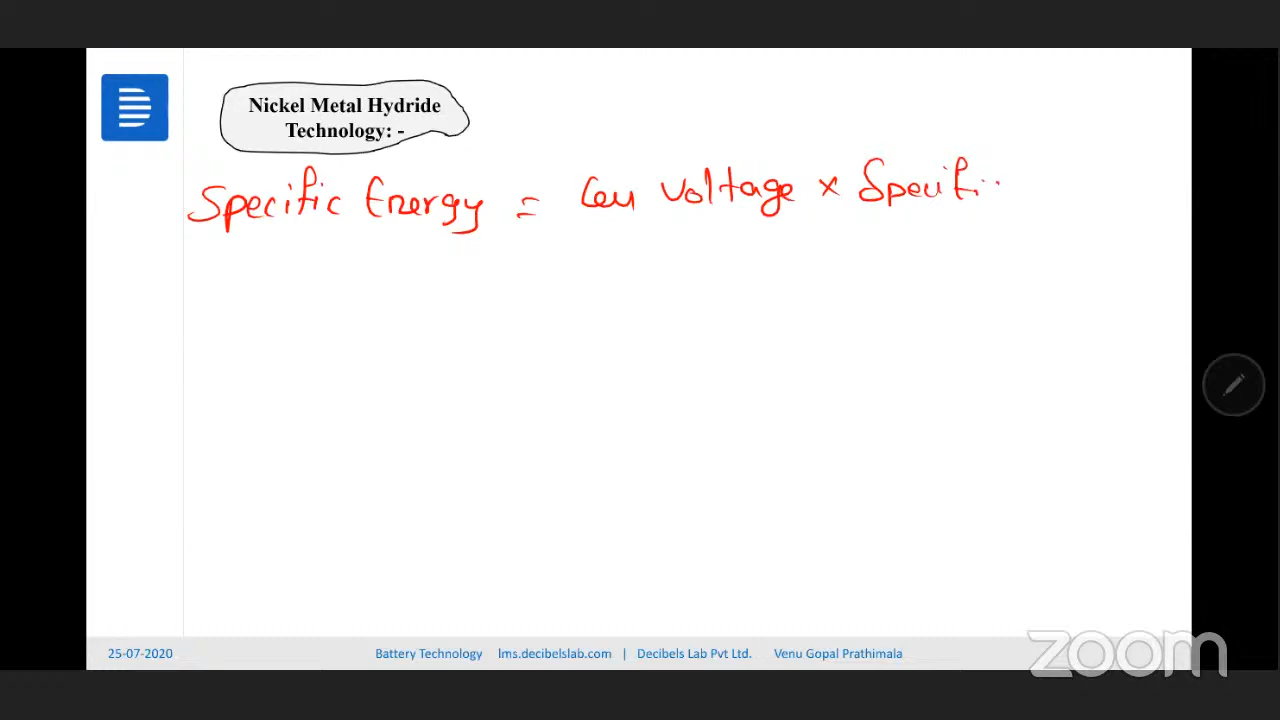 Nickel Metal Hydride
Technology: -
Specific Energy = Cell Voltage × Specifi
25-07-2020 Battery Technology lms.decibelslab.com | Decibels Lab Pvt Ltd. Venu Gopal Prathimala
zoom